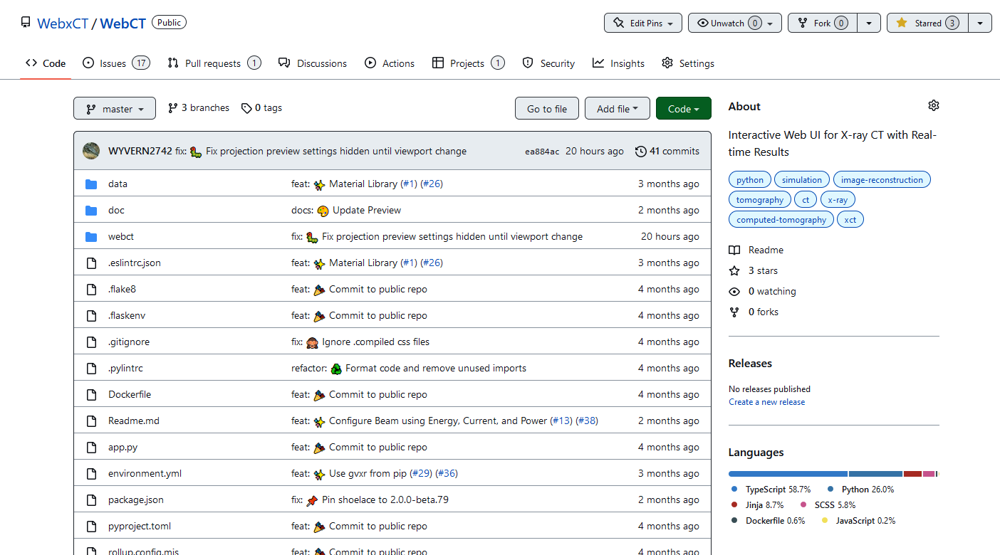 WebxCT / WebCT Public
Edit Pins Unwatch 0 Fork 0 Starred 3
Code Issues 17 Pull requests 1 Discussions Actions Projects 1 Security Insights Settings
master 3 branches 0 tags Go to file Add file Code
WYVERN2742 fix: 🐛 Fix projection preview settings hidden until viewport change ea884ac 20 hours ago 41 commits
data feat: ✨ Material Library (#1) (#26) 3 months ago
doc docs: 🎨 Update Preview 2 months ago
webct fix: 🐛 Fix projection preview settings hidden until viewport change 20 hours ago
.eslintrc.json feat: ✨ Material Library (#1) (#26) 3 months ago
.flake8 feat: 🎉 Commit to public repo 4 months ago
.flaskenv feat: 🎉 Commit to public repo 4 months ago
.gitignore fix: 🙈 Ignore .compiled css files 4 months ago
.pylintrc refactor: ♻️ Format code and remove unused imports 4 months ago
Dockerfile feat: 🎉 Commit to public repo 4 months ago
Readme.md feat: ✨ Configure Beam using Energy, Current, and Power (#13) (#38) 2 months ago
app.py feat: 🎉 Commit to public repo 4 months ago
environment.yml feat: ✨ Use gvxr from pip (#29) (#36) 3 months ago
package.json fix: 📌 Pin shoelace to 2.0.0-beta.79 2 months ago
pyproject.toml feat: 🎉 Commit to public repo 4 months ago
rollup.config.mjs feat: 🎉 Commit to public repo 4 months ago
About
Interactive Web UI for X-ray CT with Real-
time Results
python simulation image-reconstruction
tomography ct x-ray
computed-tomography xct
Readme
3 stars
0 watching
0 forks
Releases
No releases published
Create a new release
Languages
TypeScript 58.7% Python 26.0%
Jinja 8.7% SCSS 5.8%
Dockerfile 0.6% JavaScript 0.2%